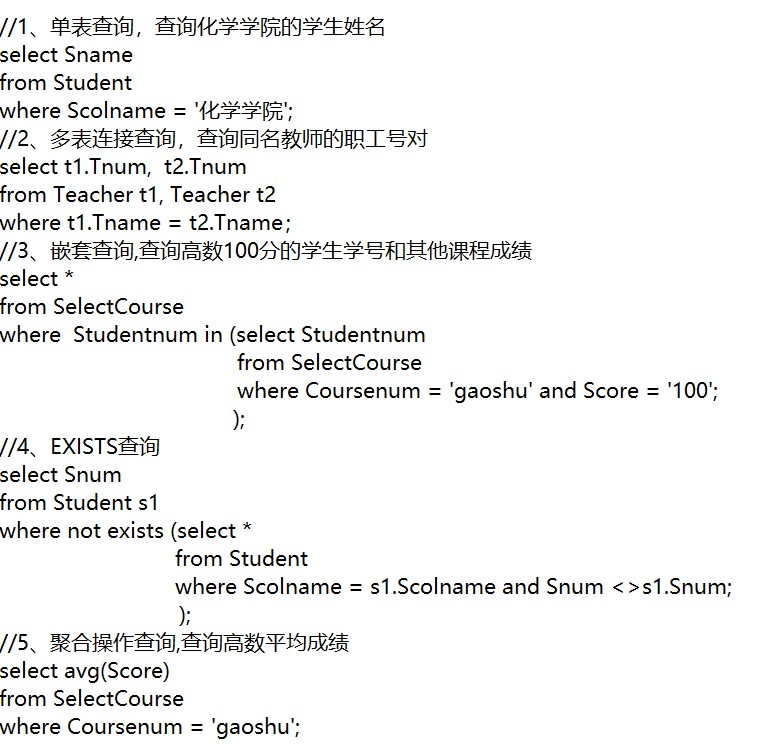 //1、单表查询，查询化学学院的学生姓名
select Sname
from Student
where Scolname = '化学学院';
//2、多表连接查询，查询同名教师的职工号对
select t1.Tnum,  t2.Tnum
from Teacher t1, Teacher t2
where t1.Tname = t2.Tname；
//3、嵌套查询,查询高数100分的学生学号和其他课程成绩
select *
from SelectCourse
where  Studentnum in (select Studentnum
from SelectCourse
where Coursenum = 'gaoshu' and Score = '100';
);
//4、EXISTS查询
select Snum
from Student s1
where not exists (select *
from Student
where Scolname = s1.Scolname and Snum <>s1.Snum;
);
//5、聚合操作查询,查询高数平均成绩
select avg(Score)
from SelectCourse
where Coursenum = 'gaoshu';